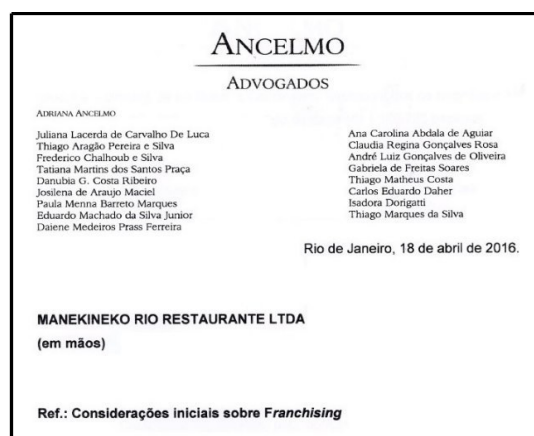 ANCELMO
ADVOGADOS
ADRIANA ANCELMO
Juliana Lacerda de Carvalho De Luca
Thiago Aragão Pereira e Silva
Frederico Chalhoub e Silva
Tatiana Martins dos Santos Praça
Danubia G. Costa Ribeiro
Josilena de Araujo Maciel
Paula Menna Barreto Marques
Eduardo Machado da Silva Junior
Daiene Medeiros Prass Ferreira
Ana Carolina Abdala de Aguiar
Claudia Regina Gonçalves Rosa
André Luiz Gonçalves de Oliveira
Gabriela de Freitas Soares
Thiago Matheus Costa
Carlos Eduardo Daher
Isadora Dorigatti
Thiago Marques da Silva
Rio de Janeiro, 18 de abril de 2016.
MANEKINEKO RIO RESTAURANTE LTDA
(em mãos)
Ref.: Considerações iniciais sobre Franchising